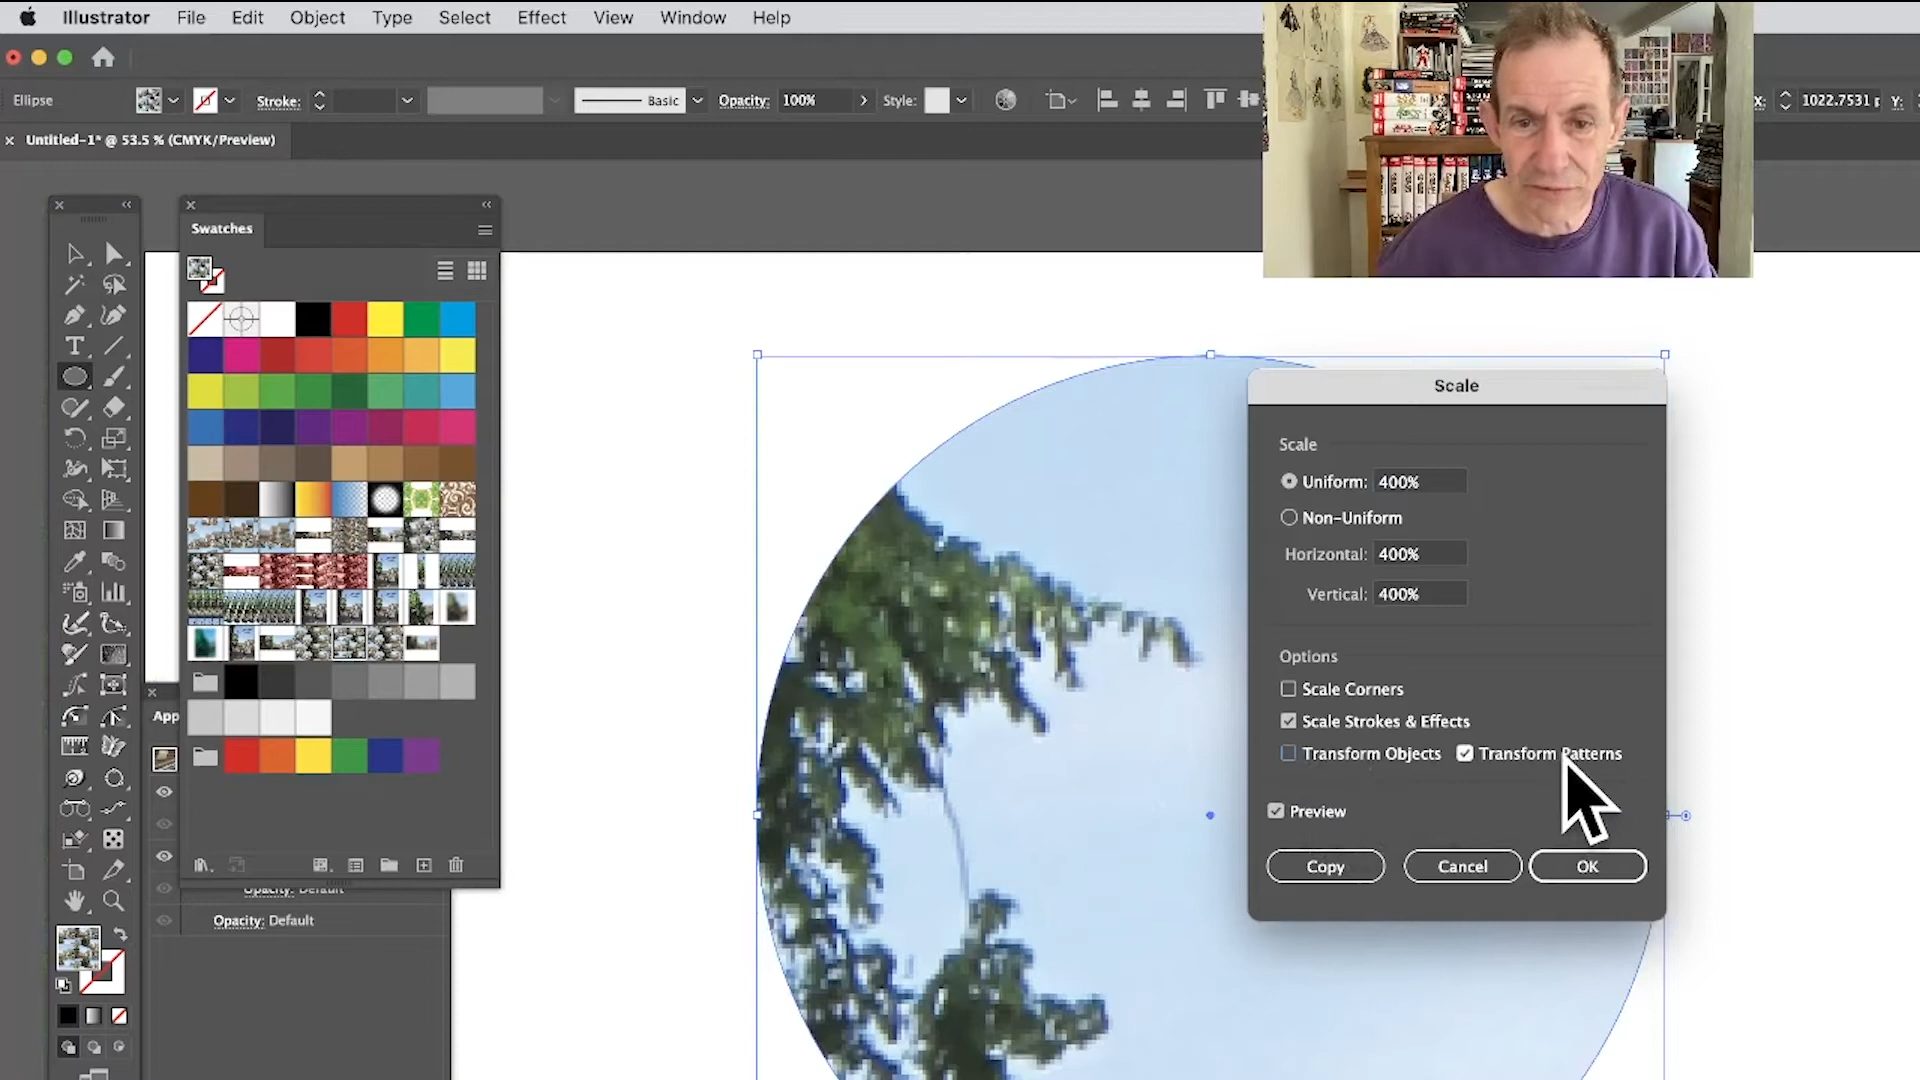 Illustrator File Edit Object Type Select Effect View Window Help
Ellipse Stroke: Basic Opacity: 100% Style: X: 1022.7531 p Y:
Untitled-1* @ 53.5 % (CMYK/Preview)
Swatches
App
Opacity: Default
Opacity: Default
Scale
Scale
Uniform: 400%
Non-Uniform
Horizontal: 400%
Vertical: 400%
Options
Scale Corners
Scale Strokes & Effects
Transform Objects Transform Patterns
Preview
Copy Cancel OK